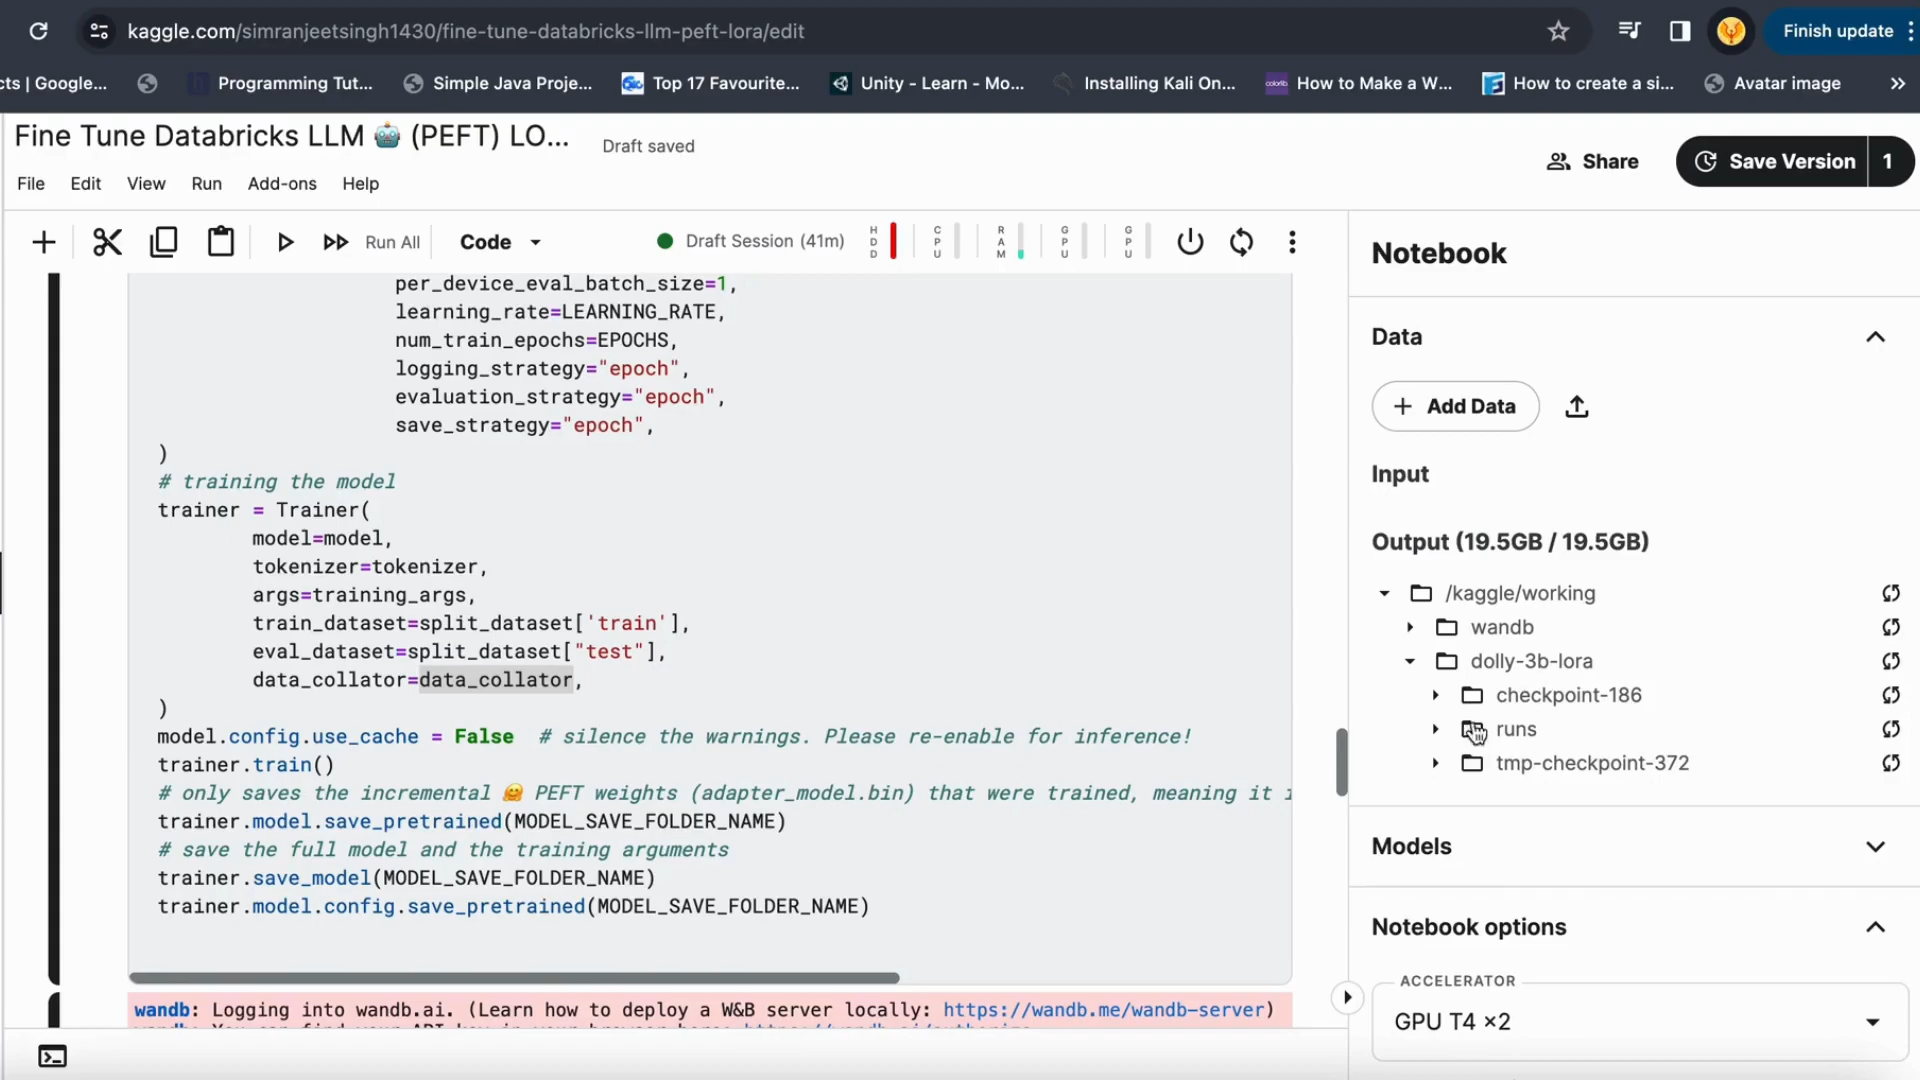 kaggle.com/simranjeetsingh1430/fine-tune-databricks-llm-peft-lora/edit
Finish update
cts | Google...
Programming Tut...
Simple Java Proje...
Top 17 Favourite...
Unity - Learn - Mo...
Installing Kali On...
How to Make a W...
How to create a si...
Avatar image
»
Fine Tune Databricks LLM 🤖 (PEFT) LO...
Draft saved
Share
Save Version
1
File
Edit
View
Run
Add-ons
Help
Run All
Code
Draft Session (41m)
HDD
CPU
RAM
GPU
GPU
per_device_eval_batch_size=1,
learning_rate=LEARNING_RATE,
num_train_epochs=EPOCHS,
logging_strategy="epoch",
evaluation_strategy="epoch",
save_strategy="epoch",
)
# training the model
trainer = Trainer(
model=model,
tokenizer=tokenizer,
args=training_args,
train_dataset=split_dataset['train'],
eval_dataset=split_dataset["test"],
data_collator=data_collator,
)
model.config.use_cache = False  # silence the warnings. Please re-enable for inference!
trainer.train()
# only saves the incremental 🤗 PEFT weights (adapter_model.bin) that were trained, meaning it
trainer.model.save_pretrained(MODEL_SAVE_FOLDER_NAME)
# save the full model and the training arguments
trainer.save_model(MODEL_SAVE_FOLDER_NAME)
trainer.model.config.save_pretrained(MODEL_SAVE_FOLDER_NAME)
wandb: Logging into wandb.ai. (Learn how to deploy a W&B server locally: https://wandb.me/wandb-server)
Notebook
Data
+ Add Data
Input
Output (19.5GB / 19.5GB)
/kaggle/working
wandb
dolly-3b-lora
checkpoint-186
runs
tmp-checkpoint-372
Models
Notebook options
ACCELERATOR
GPU T4 ×2